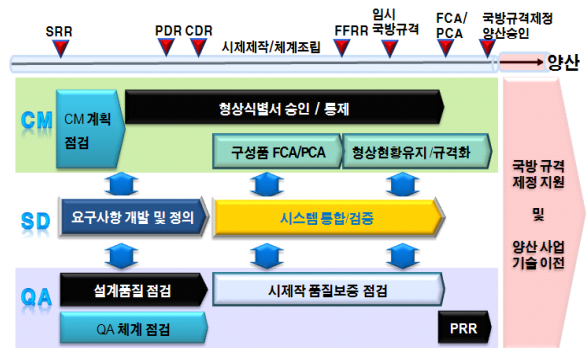 SRR
PDR CDR
시제제작/체계조립
FFRR
임시
국방규격
FCA/
PCA
국방규격제정
양산승인
양산
CM
CM 계획
점검
형상식별서 승인 / 통제
구성품 FCA/PCA
형상현황유지/규격화
SD
요구사항 개발 및 정의
시스템 통합/검증
QA
설계품질 점검
시제작 품질보증 점검
QA 체계 점검
PRR
국방 규격
제정 지원
및
양산 사업
기술 이전